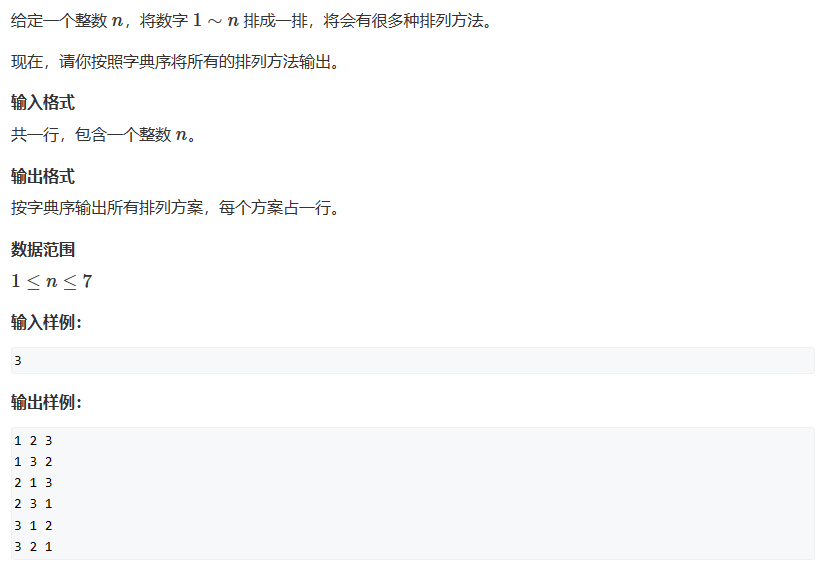 给定一个整数 n，将数字 1 ∼ n 排成一排，将会有很多种排列方法。
现在，请你按照字典序将所有的排列方法输出。
输入格式
共一行，包含一个整数 n。
输出格式
按字典序输出所有排列方案，每个方案占一行。
数据范围
1 ≤ n ≤ 7
输入样例：
3
输出样例：
1 2 3
1 3 2
2 1 3
2 3 1
3 1 2
3 2 1